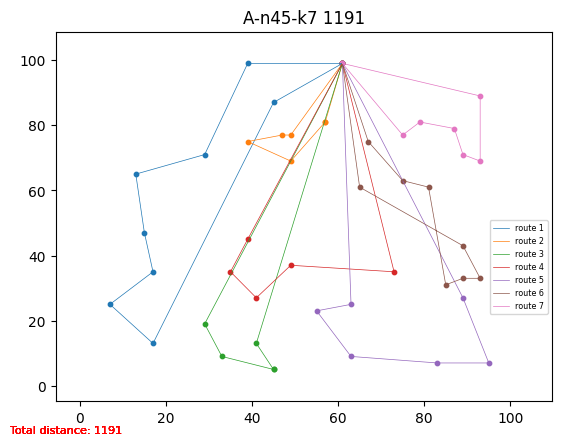 A-n45-k7 1191
100
80
60
40
20
0
0
20
40
60
80
100
route 1
route 2
route 3
route 4
route 5
route 6
route 7
Total distance: 1191